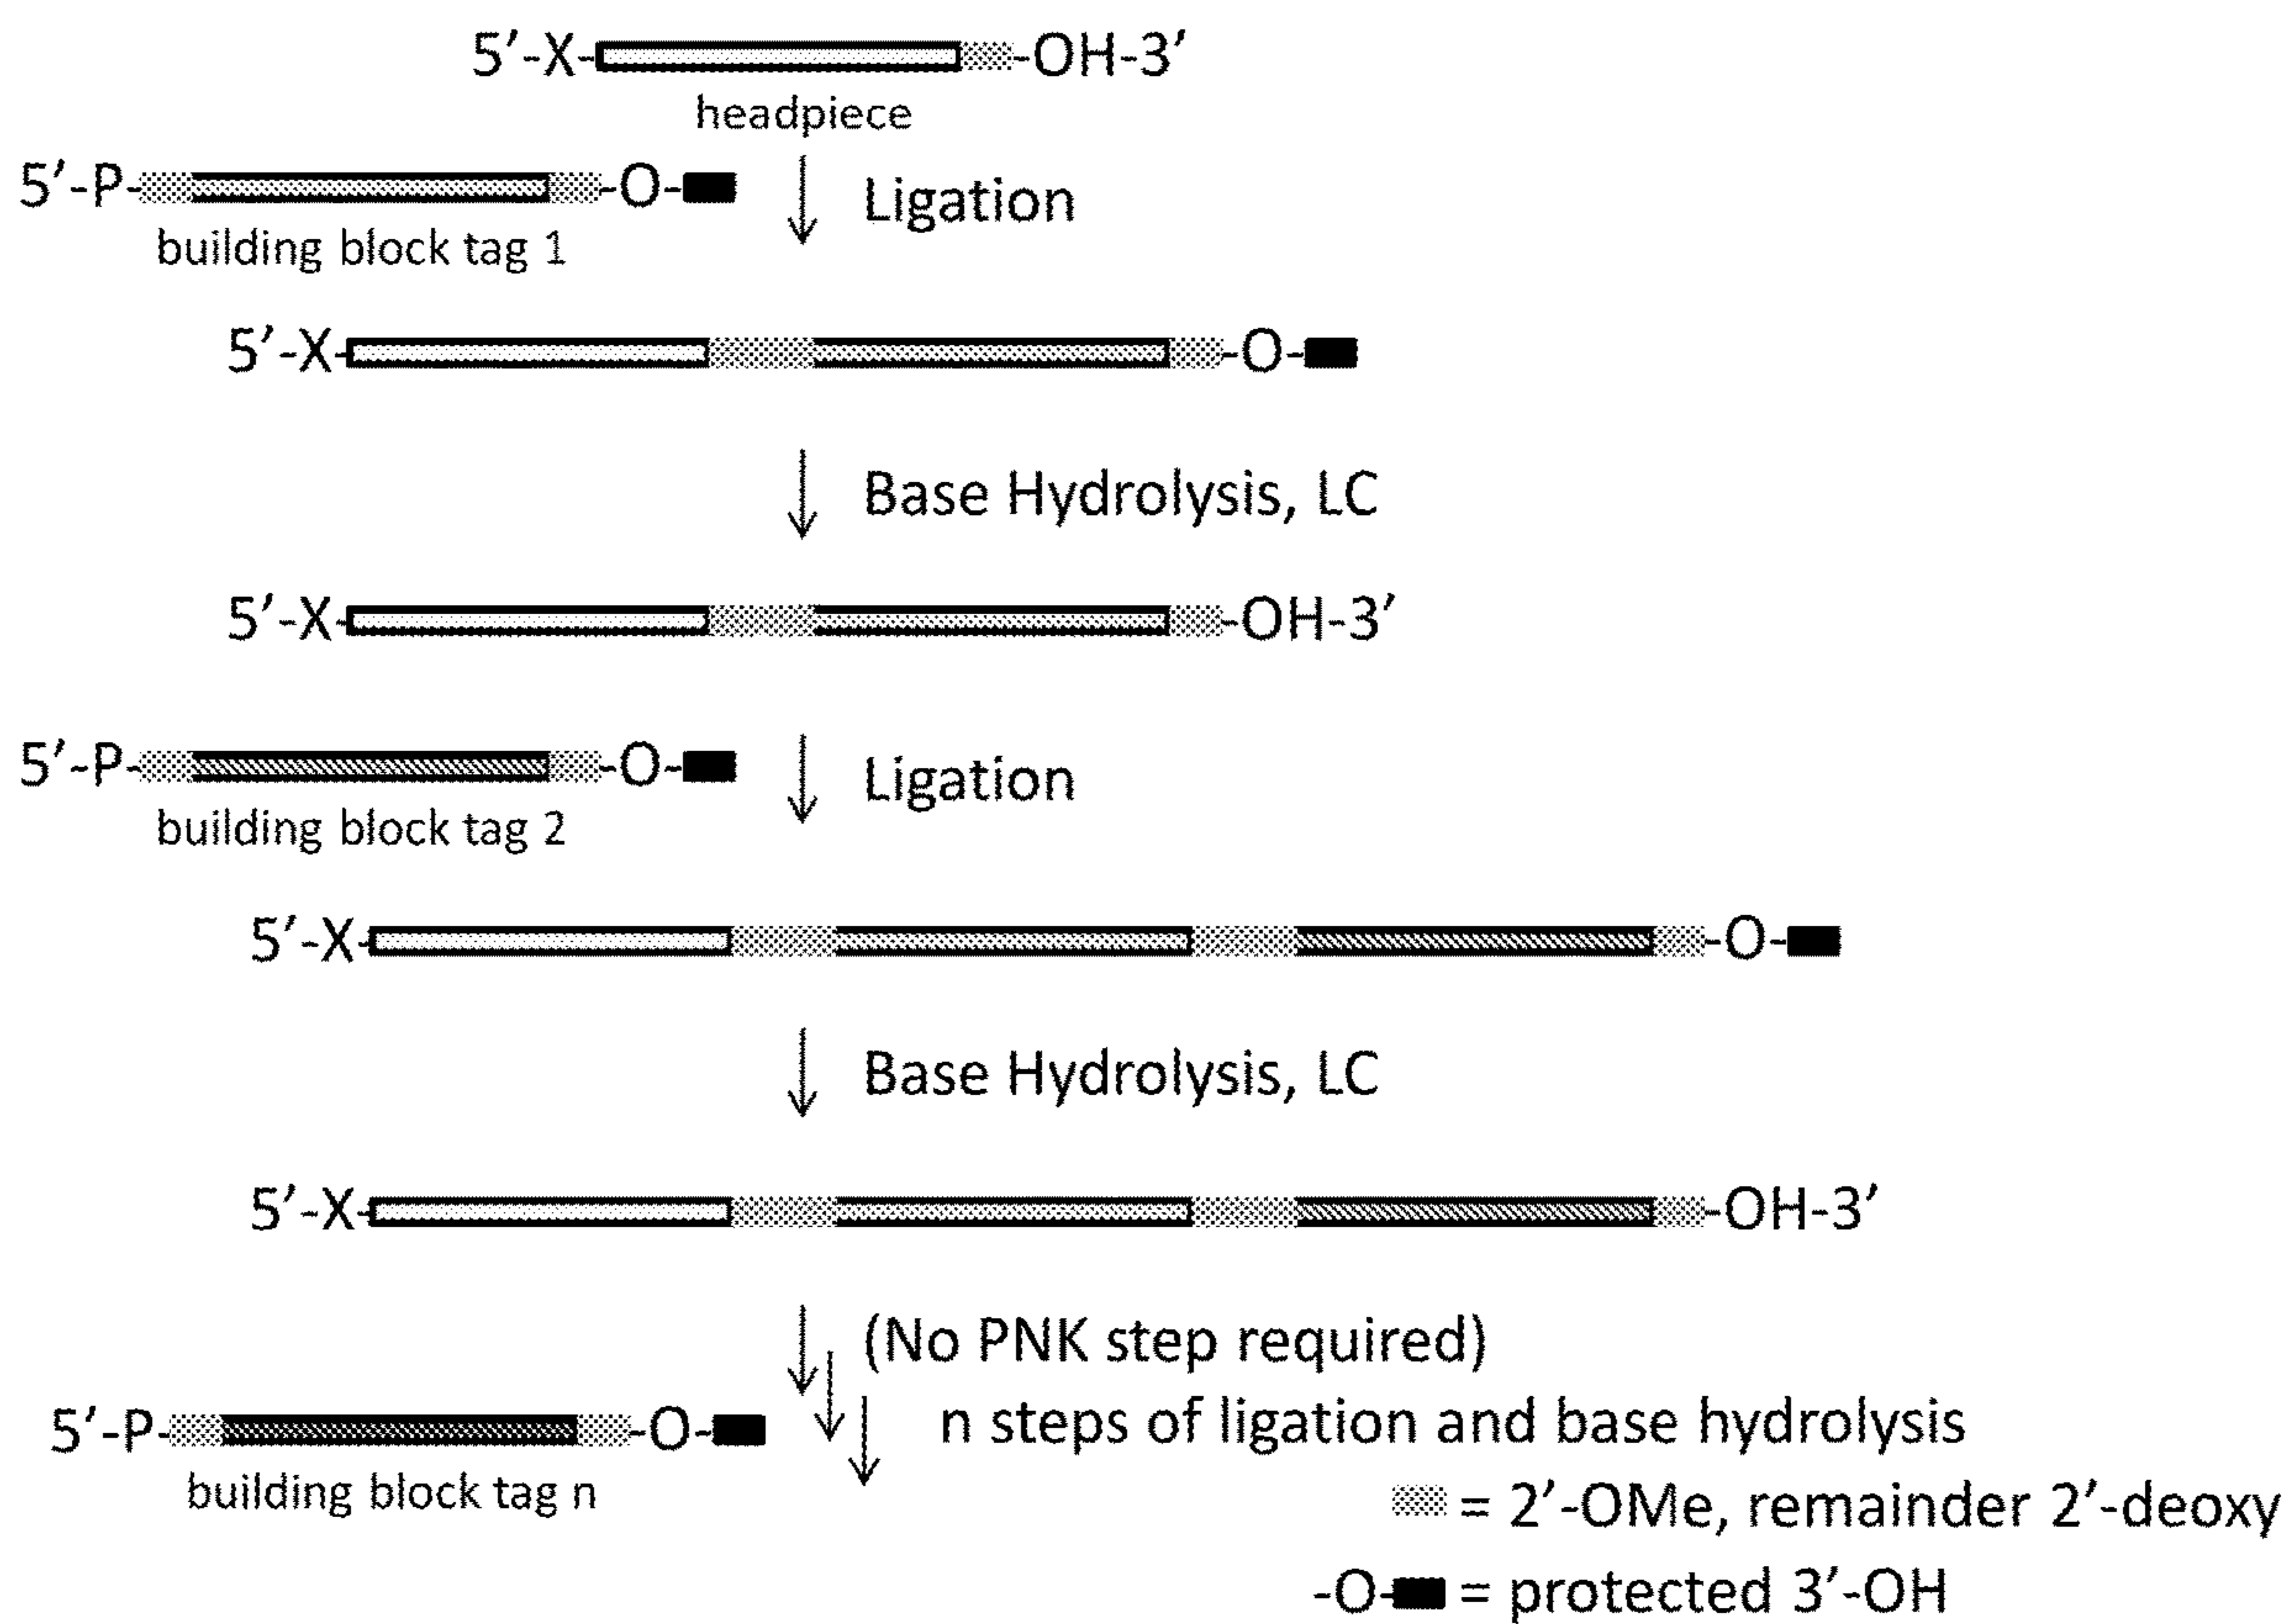 5'-X- -OH-3'
headpiece
5'-P- -O-
building block tag 1
Ligation
5'-X- -O-
Base Hydrolysis, LC
5'-X- -OH-3'
5'-P- -O-
building block tag 2
Ligation
5'-X- -O-
Base Hydrolysis, LC
5'-X- -OH-3'
(No PNK step required)
n steps of ligation and base hydrolysis
5'-P- -O-
building block tag n
= 2'-OMe, remainder 2'-deoxy
-O- = protected 3'-OH